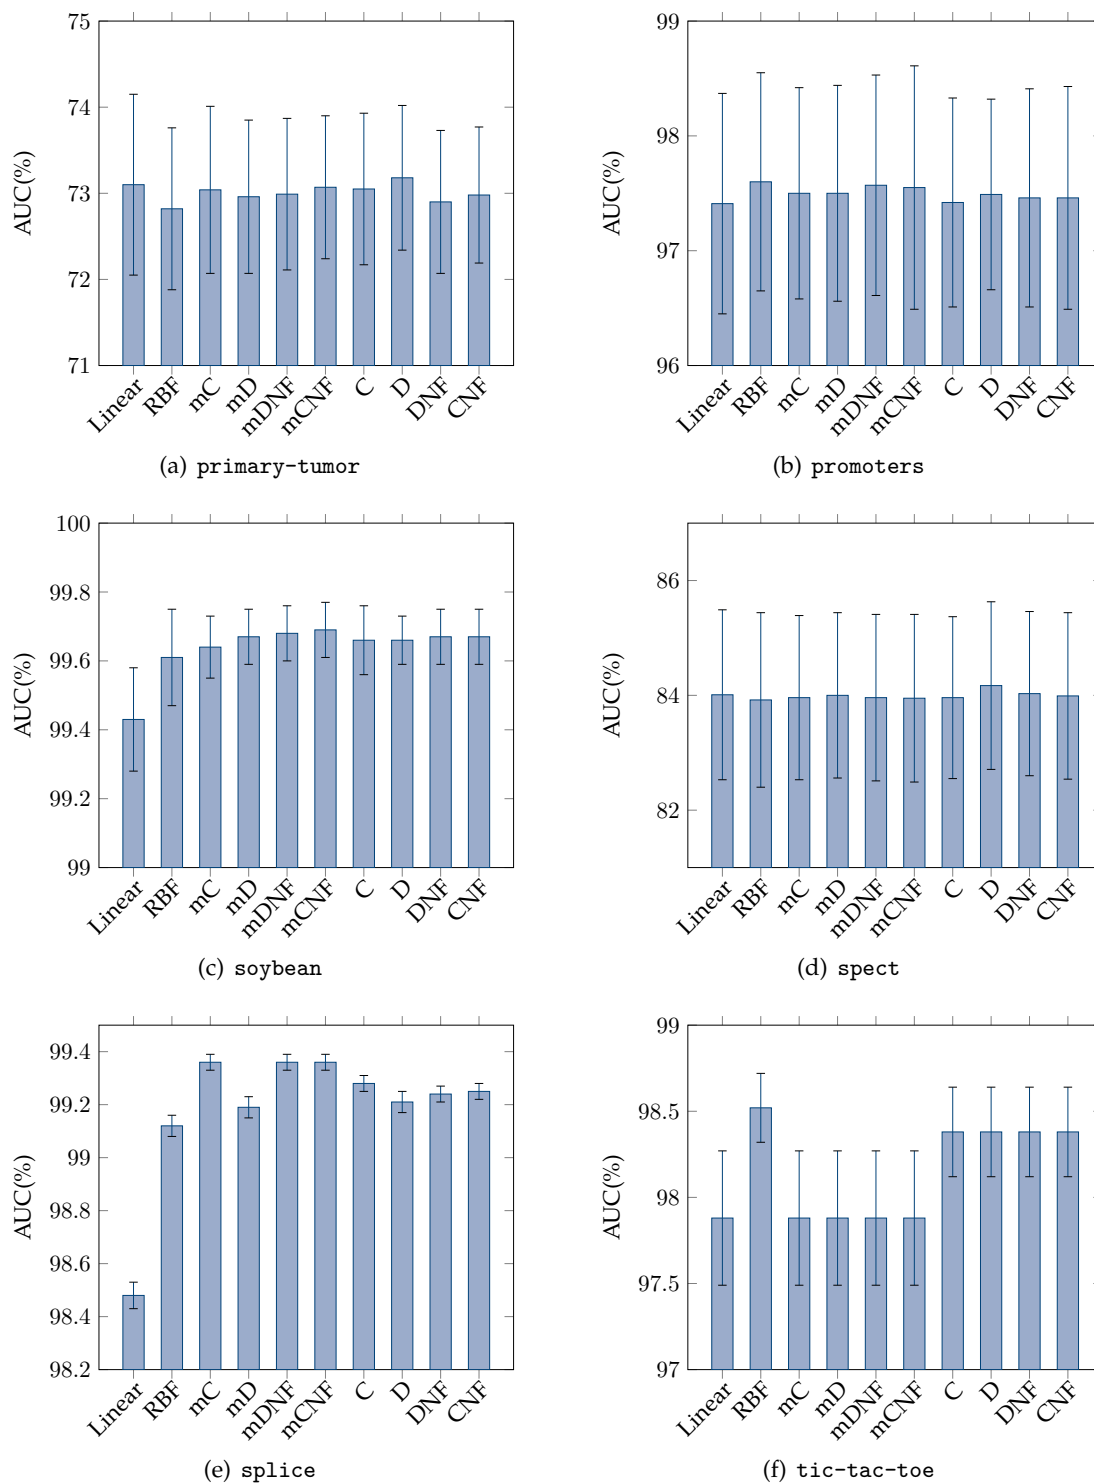 75
74
73
72
71
AUC(%)
Linear
RBF
mC
mD
mDNF
mCNF
C
D
DNF
CNF
(a) primary-tumor
99
98
97
96
AUC(%)
Linear
RBF
mC
mD
mDNF
mCNF
C
D
DNF
CNF
(b) promoters
100
99.8
99.6
99.4
99.2
99
AUC(%)
Linear
RBF
mC
mD
mDNF
mCNF
C
D
DNF
CNF
(c) soybean
86
84
82
AUC(%)
Linear
RBF
mC
mD
mDNF
mCNF
C
D
DNF
CNF
(d) spect
99.4
99.2
99
98.8
98.6
98.4
98.2
AUC(%)
Linear
RBF
mC
mD
mDNF
mCNF
C
D
DNF
CNF
(e) splice
99
98.5
98
97.5
97
AUC(%)
Linear
RBF
mC
mD
mDNF
mCNF
C
D
DNF
CNF
(f) tic-tac-toe